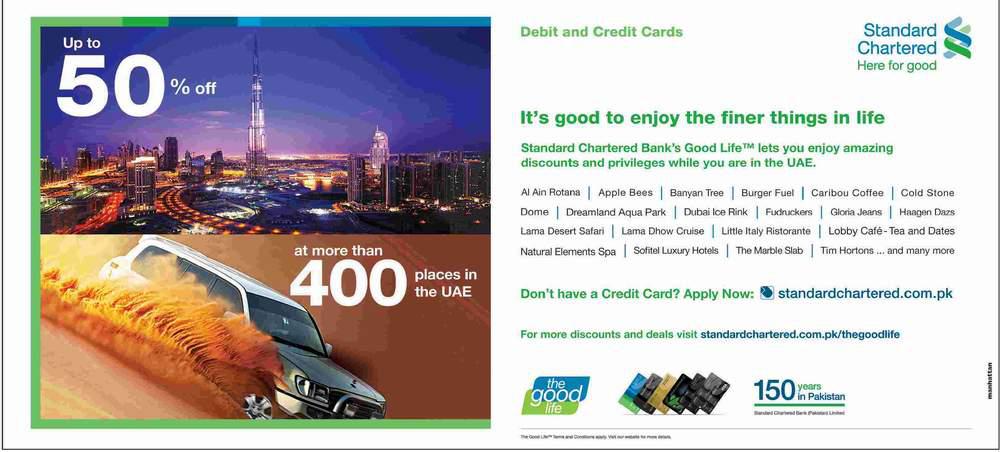 Up to
50
% off
at more than
400
places in
the UAE
Debit and Credit Cards
Standard
Chartered
Here for good
It's good to enjoy the finer things in life
Standard Chartered Bank's Good Life™ lets you enjoy amazing
discounts and privileges while you are in the UAE.
Al Ain Rotana | Apple Bees | Banyan Tree | Burger Fuel | Caribou Coffee | Cold Stone
Dome | Dreamland Aqua Park | Dubai Ice Rink | Fudruckers | Gloria Jeans | Haagen Dazs
Lama Desert Safari | Lama Dhow Cruise | Little Italy Ristorante | Lobby Café - Tea and Dates
Natural Elements Spa | Sofitel Luxury Hotels | The Marble Slab | Tim Hortons ... and many more
Don't have a Credit Card? Apply Now: standardchartered.com.pk
For more discounts and deals visit standardchartered.com.pk/thegoodlife
the
good
life
150 years
in Pakistan
Standard Chartered Bank (Pakistan) Limited
The Good Life™ Terms and Conditions apply. Visit our website for more details.
manhattan